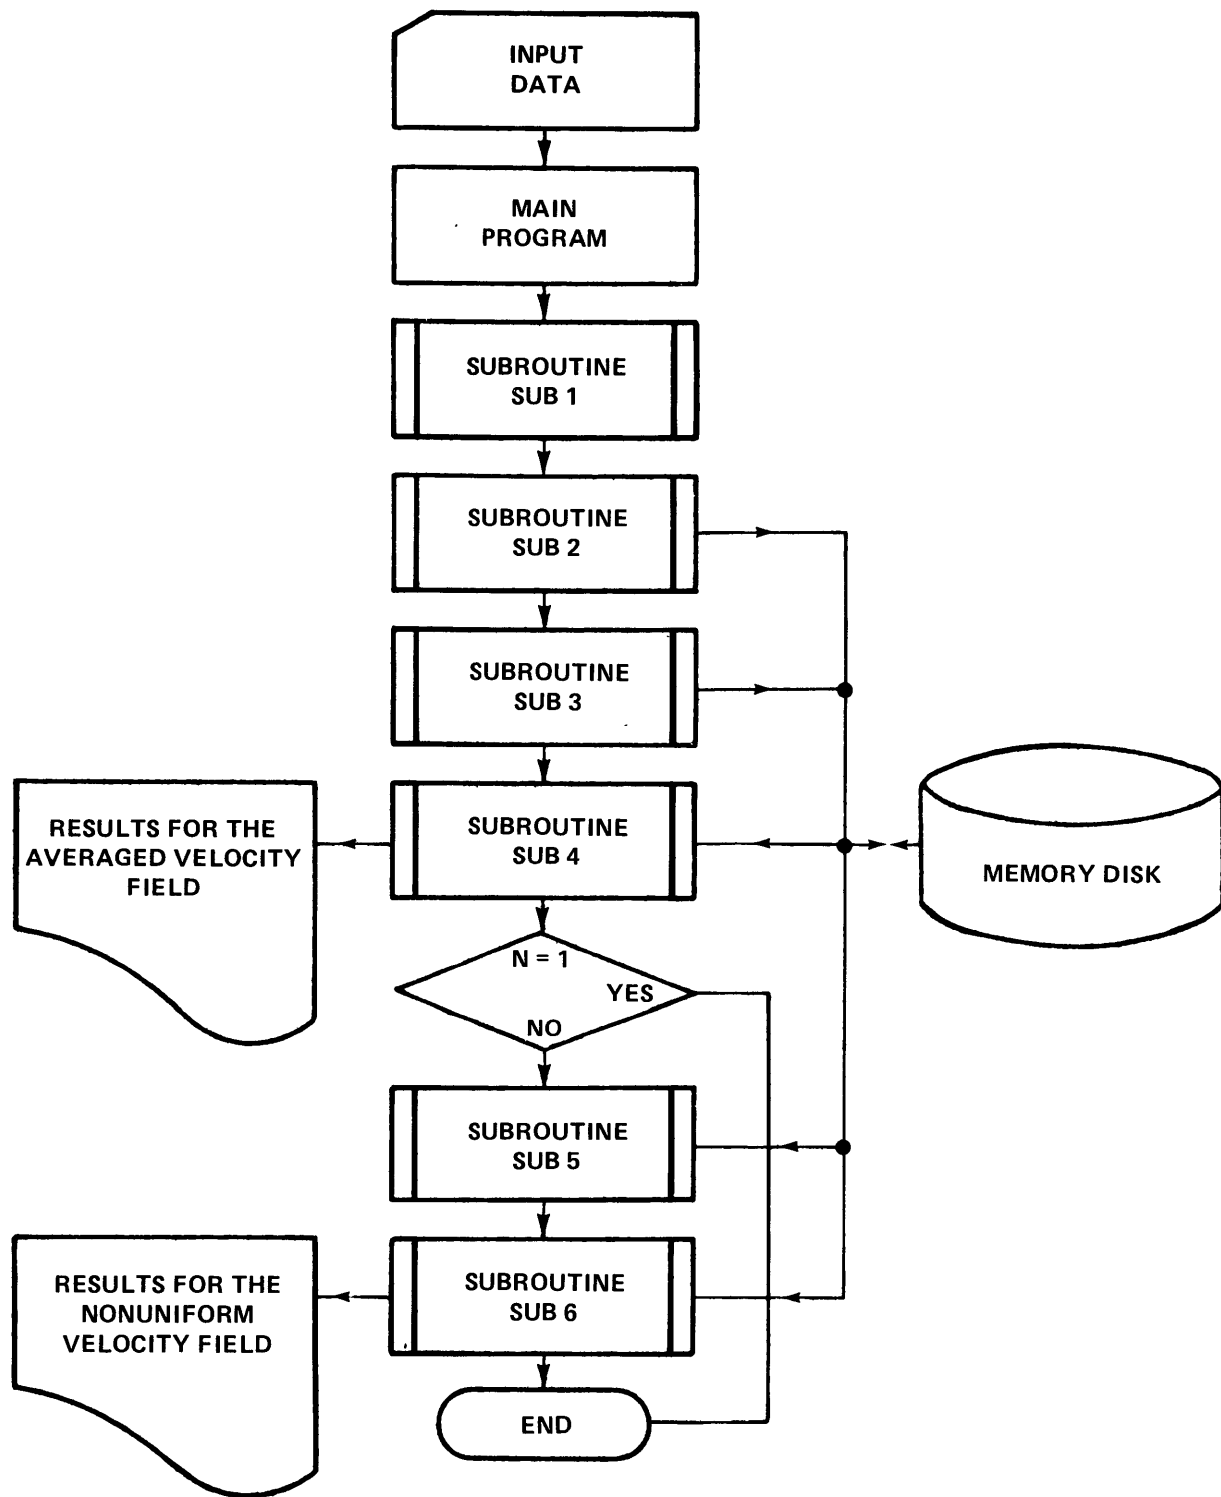 INPUT
DATA
MAIN
PROGRAM
SUBROUTINE
SUB 1
SUBROUTINE
SUB 2
SUBROUTINE
SUB 3
RESULTS FOR THE
AVERAGED VELOCITY
FIELD
SUBROUTINE
SUB 4
MEMORY DISK
N = 1
YES
NO
SUBROUTINE
SUB 5
RESULTS FOR THE
NONUNIFORM
VELOCITY FIELD
SUBROUTINE
SUB 6
END